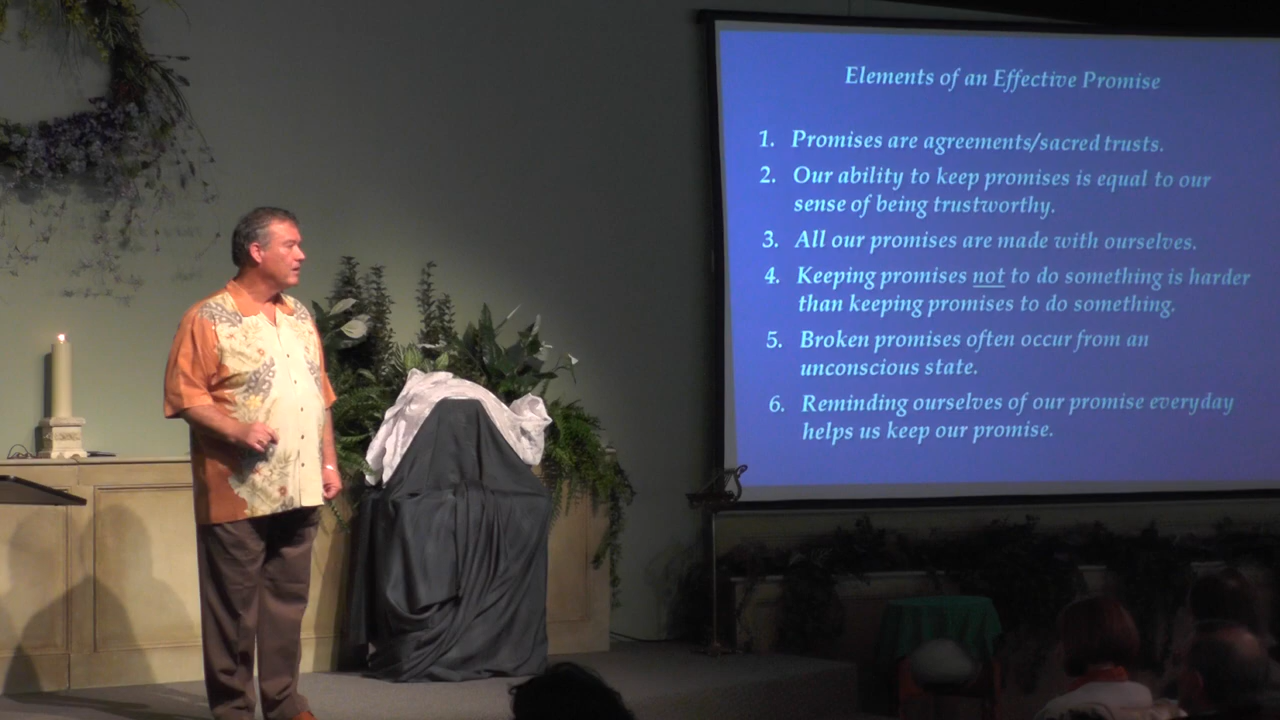 Elements of an Effective Promise
1. Promises are agreements/sacred trusts.
2. Our ability to keep promises is equal to our
sense of being trustworthy.
3. All our promises are made with ourselves.
4. Keeping promises not to do something is harder
than keeping promises to do something.
5. Broken promises often occur from an
unconscious state.
6. Reminding ourselves of our promise everyday
helps us keep our promise.